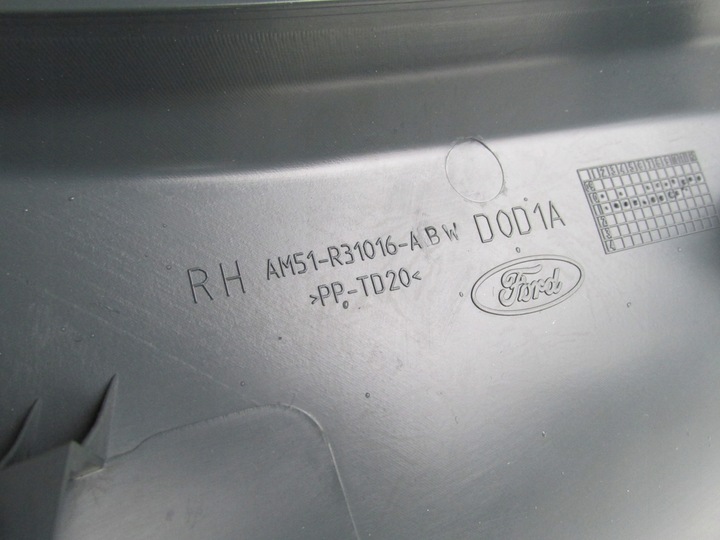 RH AM51-R31016-ABW D0D1A
>PP-TD20<
Ford